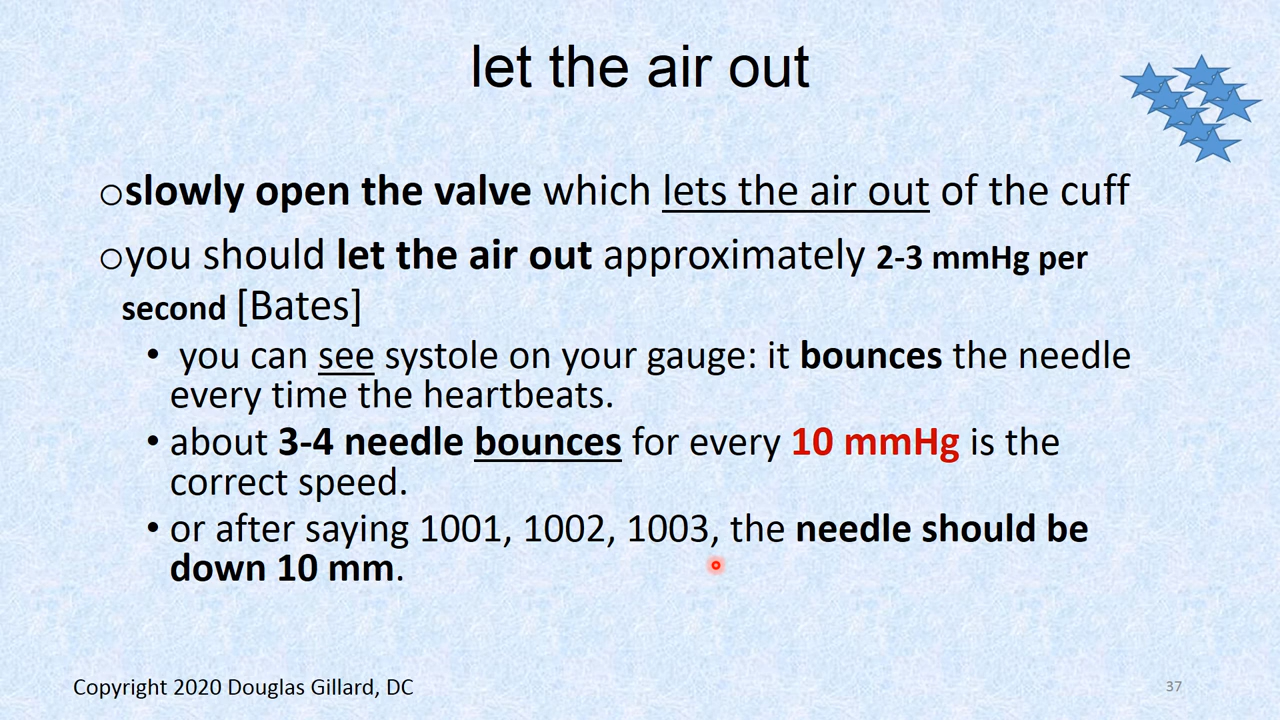 let the air out
○slowly open the valve which lets the air out of the cuff
○you should let the air out approximately 2-3 mmHg per
second [Bates]
• you can see systole on your gauge: it bounces the needle
every time the heartbeats.
• about 3-4 needle bounces for every 10 mmHg is the
correct speed.
• or after saying 1001, 1002, 1003, the needle should be
down 10 mm.
Copyright 2020 Douglas Gillard, DC
37